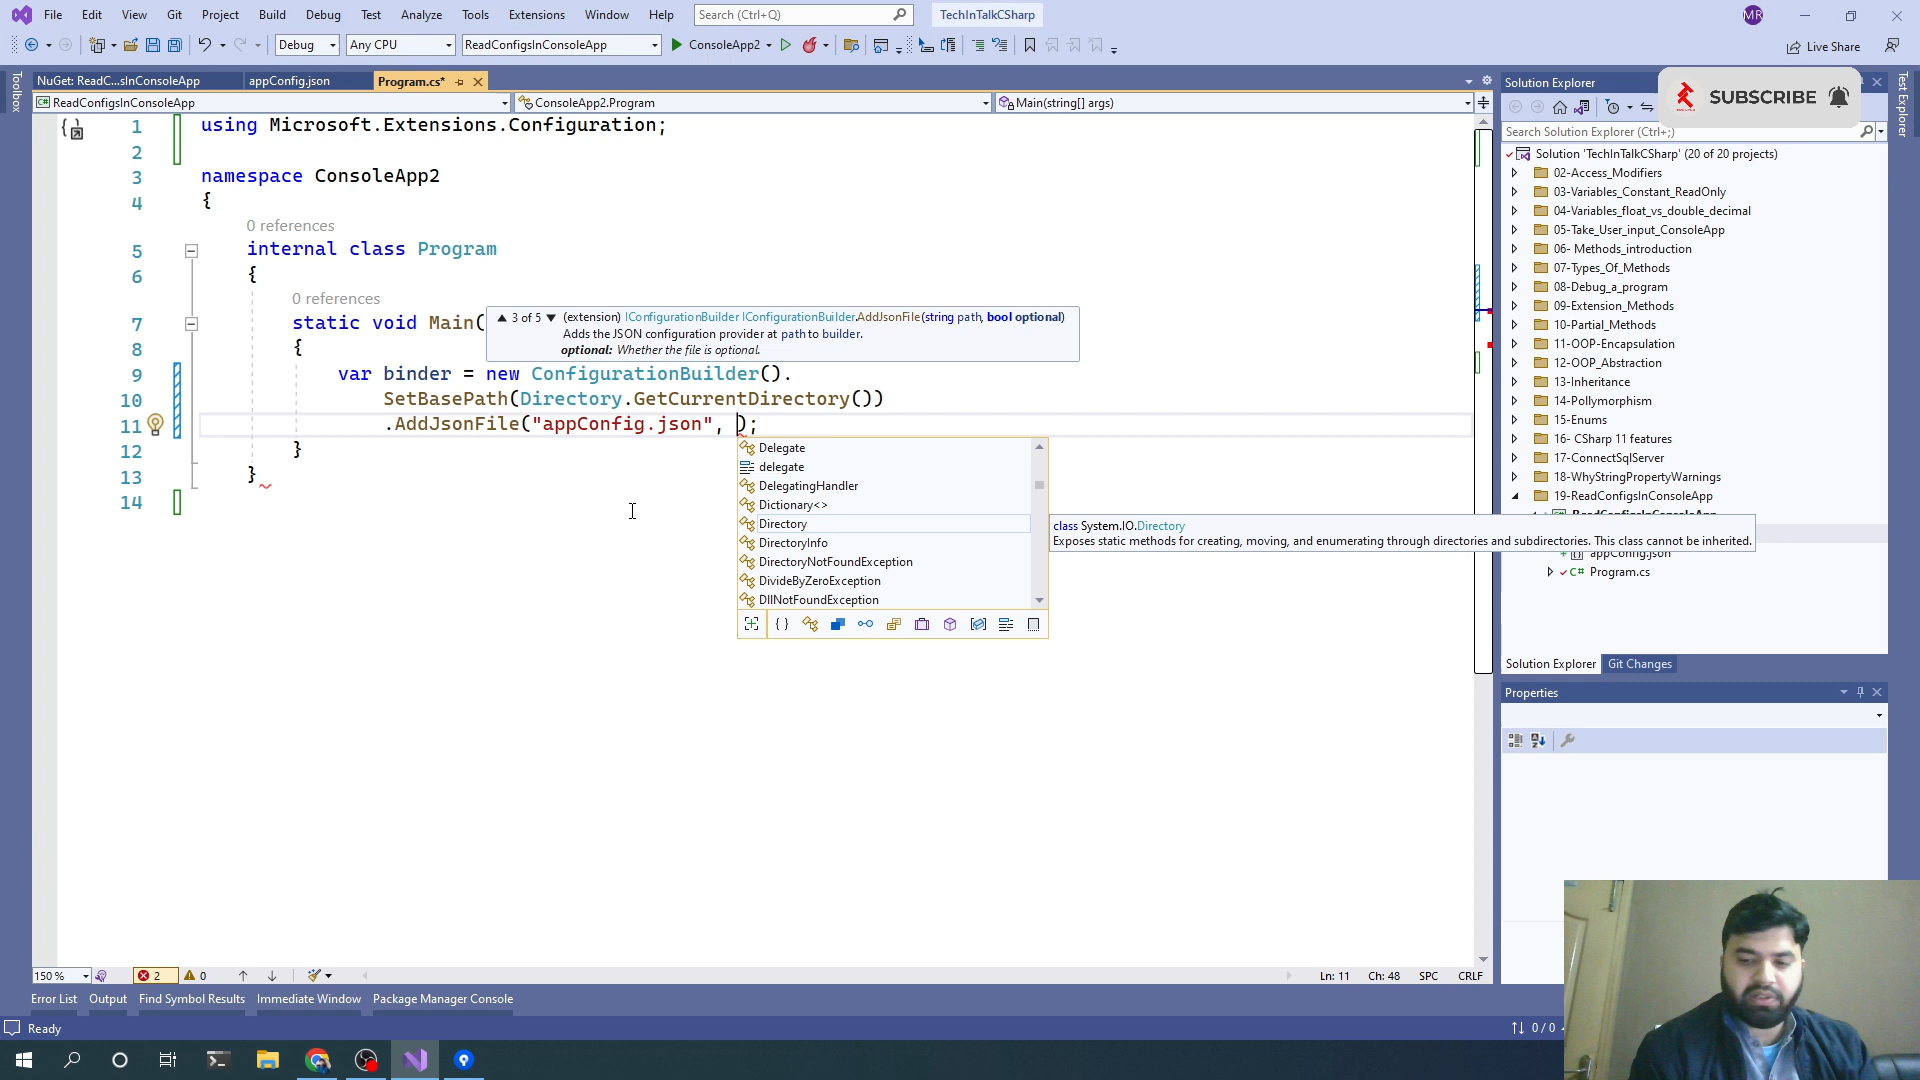 File Edit View Git Project Build Debug Test Analyze Tools Extensions Window Help Search (Ctrl+Q) TechInTalkCSharp MR
Debug Any CPU ReadConfigsInConsoleApp ConsoleApp2 Live Share
Toolbox
NuGet: ReadC...sInConsoleApp appConfig.json Program.cs*
ReadConfigsInConsoleApp ConsoleApp2.Program Main(string[] args)
1 using Microsoft.Extensions.Configuration;
2
3 namespace ConsoleApp2
4 {
0 references
5 internal class Program
6 {
0 references
7 static void Main(
8 {
9 var binder = new ConfigurationBuilder().
10 SetBasePath(Directory.GetCurrentDirectory())
11 .AddJsonFile("appConfig.json", );
12 }
13 }
14
3 of 5 (extension) IConfigurationBuilder IConfigurationBuilder.AddJsonFile(string path, bool optional)
Adds the JSON configuration provider at path to builder.
optional: Whether the file is optional.
Delegate
delegate
DelegatingHandler
Dictionary<>
Directory
DirectoryInfo
DirectoryNotFoundException
DivideByZeroException
DllNotFoundException
class System.IO.Directory
Exposes static methods for creating, moving, and enumerating through directories and subdirectories. This class cannot be inherited.
Solution Explorer
SUBSCRIBE
Search Solution Explorer (Ctrl+;)
Solution 'TechInTalkCSharp' (20 of 20 projects)
02-Access_Modifiers
03-Variables_Constant_ReadOnly
04-Variables_float_vs_double_decimal
05-Take_User_input_ConsoleApp
06- Methods_introduction
07-Types_Of_Methods
08-Debug_a_program
09-Extension_Methods
10-Partial_Methods
11-OOP-Encapsulation
12-OOP_Abstraction
13-Inheritance
14-Pollymorphism
15-Enums
16- CSharp 11 features
17-ConnectSqlServer
18-WhyStringPropertyWarnings
19-ReadConfigsInConsoleApp
ReadConfigsInConsoleApp
appConfig.json
C# Program.cs
Solution Explorer Git Changes
Properties
Test Explorer
150 % 2 0 Ln: 11 Ch: 48 SPC CRLF
Error List Output Find Symbol Results Immediate Window Package Manager Console
Ready 0 / 0